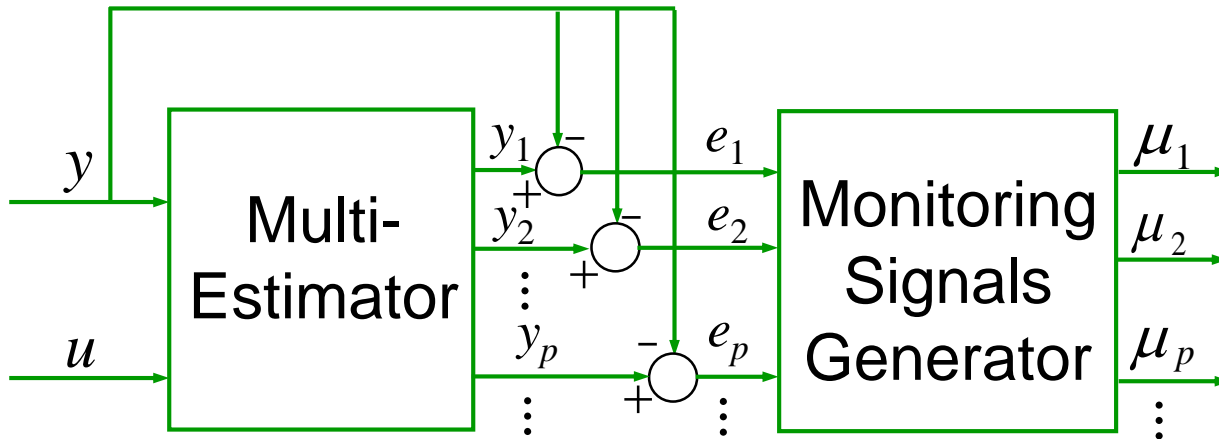 y
u
Multi-
Estimator
y₁
y₂
⋮
yₚ
⋮
−
+
−
+
−
+
e₁
e₂
eₚ
⋮
Monitoring
Signals
Generator
μ₁
μ₂
μₚ
⋮